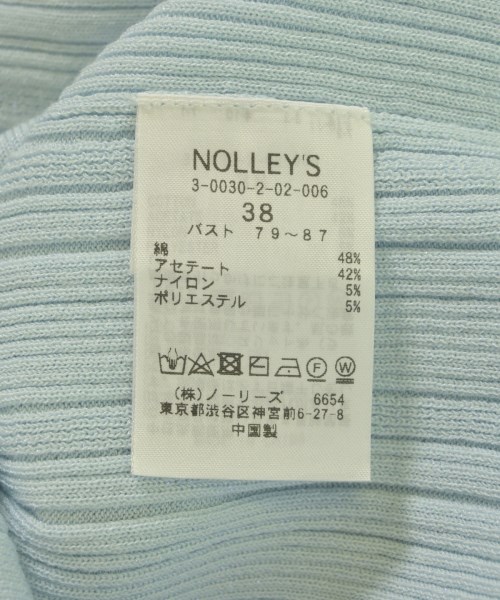 NOLLEY'S
3-0030-2-02-006
38
バスト 79～87
綿 48%
アセテート 42%
ナイロン 5%
ポリエステル 5%
F W
(株)ノーリーズ 6654
東京都渋谷区神宮前6-27-8
中国製